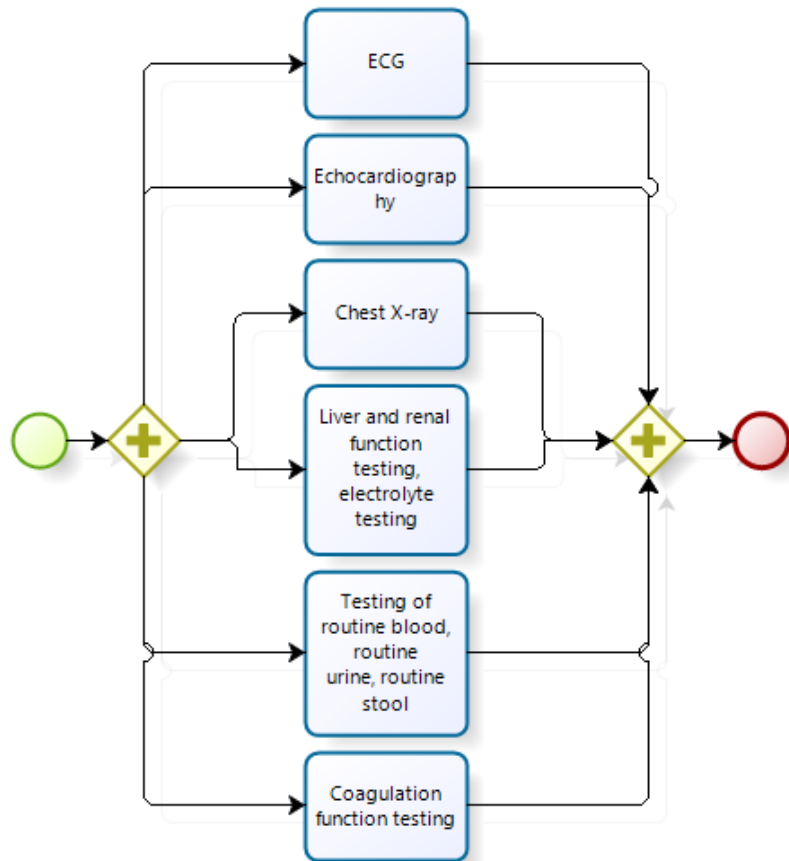 ECG
Echocardiograp
hy
Chest X-ray
Liver and renal
function
testing,
electrolyte
testing
Testing of
routine blood,
routine
urine, routine
stool
Coagulation
function testing